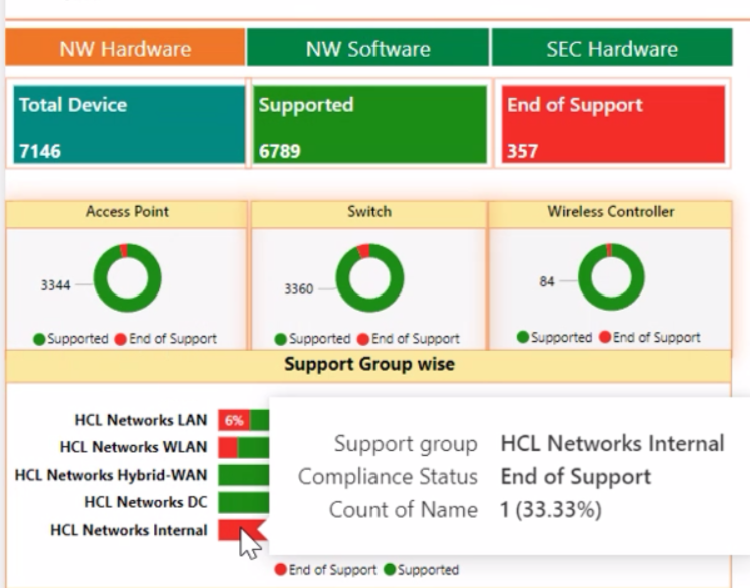 NW Hardware
NW Software
SEC Hardware
Total Device
7146
Supported
6789
End of Support
357
Access Point
Switch
Wireless Controller
3344
3360
84
Supported End of Support
Supported End of Support
Supported End of Support
Support Group wise
HCL Networks LAN 6%
HCL Networks WLAN
HCL Networks Hybrid-WAN
HCL Networks DC
HCL Networks Internal
Support group HCL Networks Internal
Compliance Status End of Support
Count of Name 1 (33.33%)
End of Support Supported